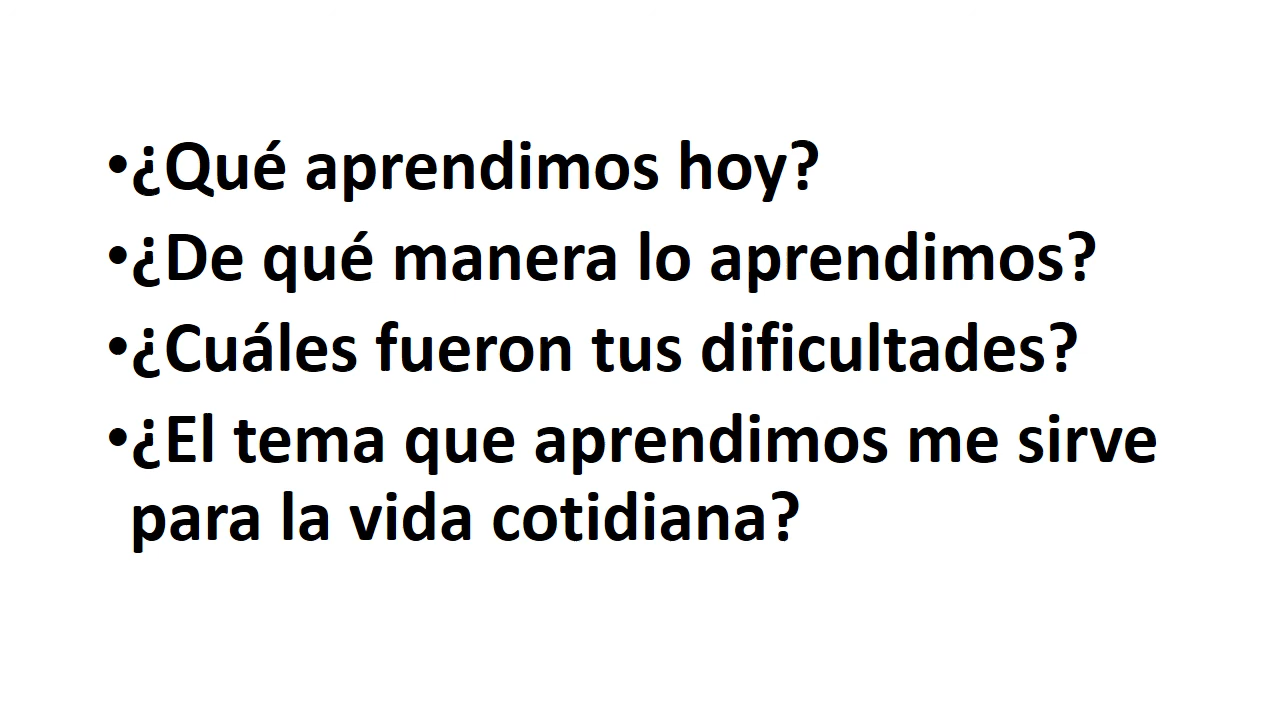 •¿Qué aprendimos hoy?
•¿De qué manera lo aprendimos?
•¿Cuáles fueron tus dificultades?
•¿El tema que aprendimos me sirve
para la vida cotidiana?